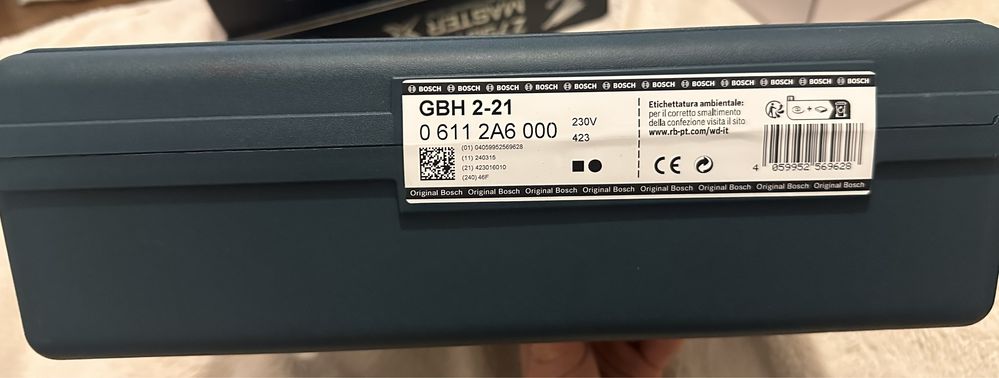 MASTER X
BOSCH BOSCH BOSCH BOSCH BOSCH BOSCH BOSCH BOSCH BOSCH BOSCH BOSCH BOSCH
GBH 2-21
0 611 2A6 000
230V
423
(01) 04059952569628
(11) 240315
(21) 423016010
(240) 46F
Etichettatura ambientale:
per il corretto smaltimento
della confezione visita il sito
www.rb-pt.com/wd-it
CE
4 059952 569628
Original Bosch Original Bosch Original Bosch Original Bosch Original Bosch Original Bosch Original Bosch Original Bosch